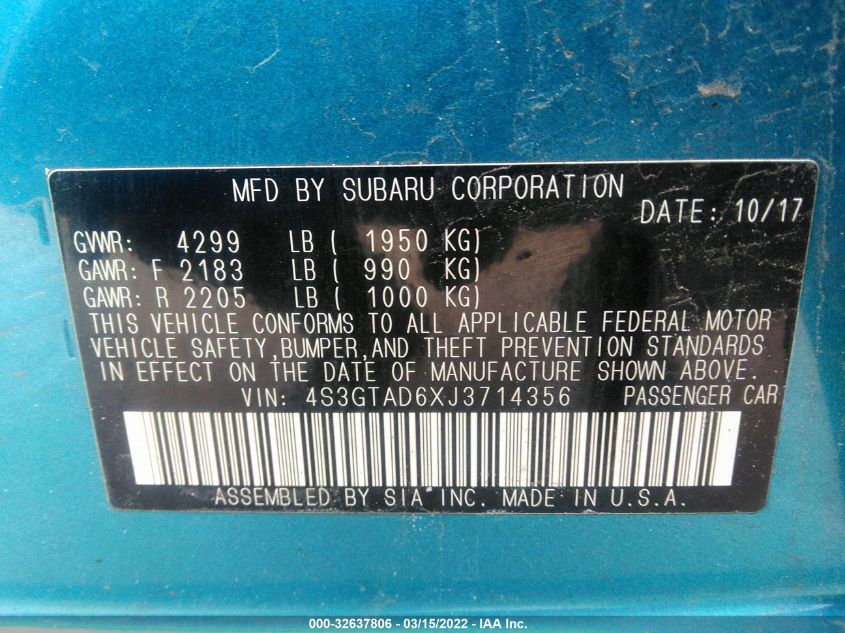 MFD BY SUBARU CORPORATION
DATE: 10/17
GVWR: 4299 LB ( 1950 KG)
GAWR: F 2183 LB ( 990 KG)
GAWR: R 2205 LB ( 1000 KG)
THIS VEHICLE CONFORMS TO ALL APPLICABLE FEDERAL MOTOR
VEHICLE SAFETY,BUMPER,AND THEFT PREVENTION STANDARDS
IN EFFECT ON THE DATE OF MANUFACTURE SHOWN ABOVE.
VIN: 4S3GTAD6XJ3714356 PASSENGER CAR
ASSEMBLED BY SIA INC. MADE IN U.S.A.
000-32637806 - 03/15/2022 - IAA Inc.